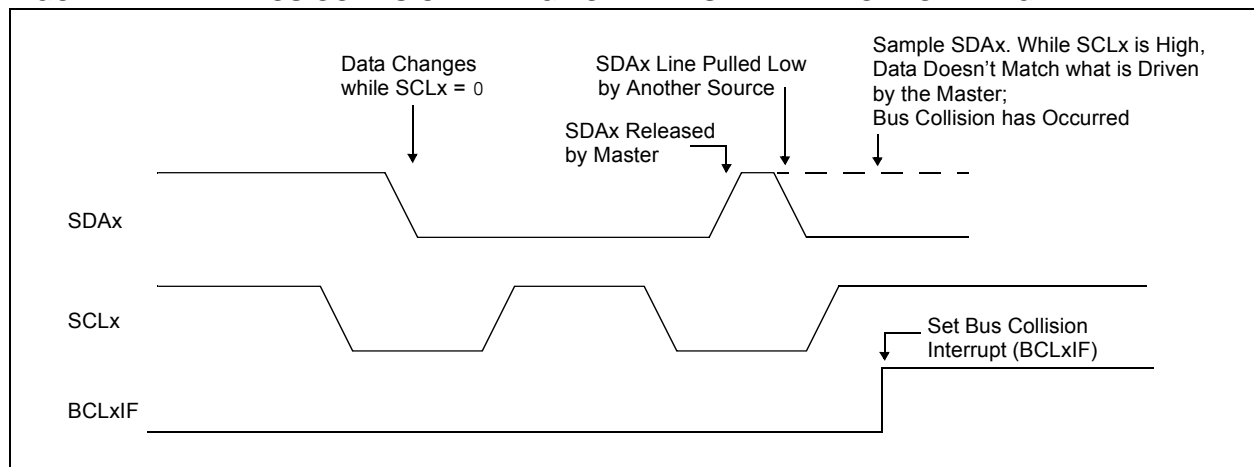 Data Changes
while SCLx = 0
SDAx Line Pulled Low
by Another Source
Sample SDAx. While SCLx is High,
Data Doesn’t Match what is Driven
by the Master;
Bus Collision has Occurred
SDAx Released
by Master
SDAx
SCLx
Set Bus Collision
Interrupt (BCLxIF)
BCLxIF